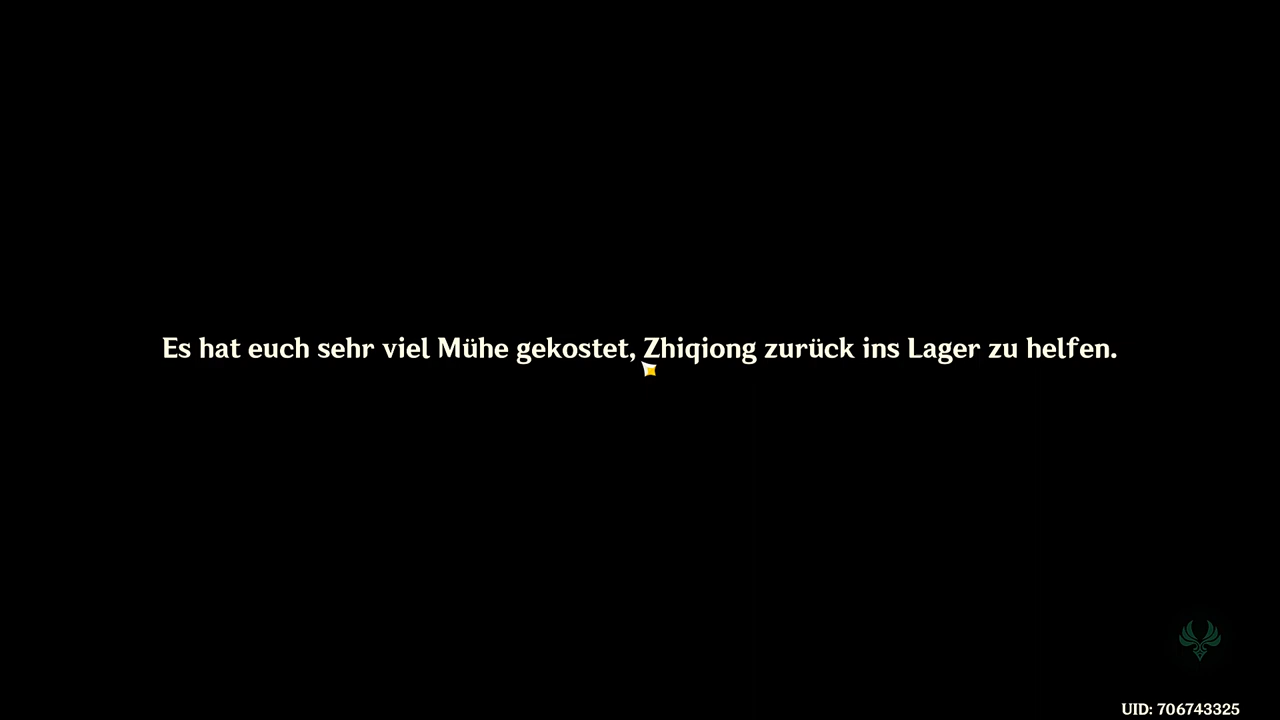 Es hat euch sehr viel Mühe gekostet, Zhiqiong zurück ins Lager zu helfen.
UID: 706743325